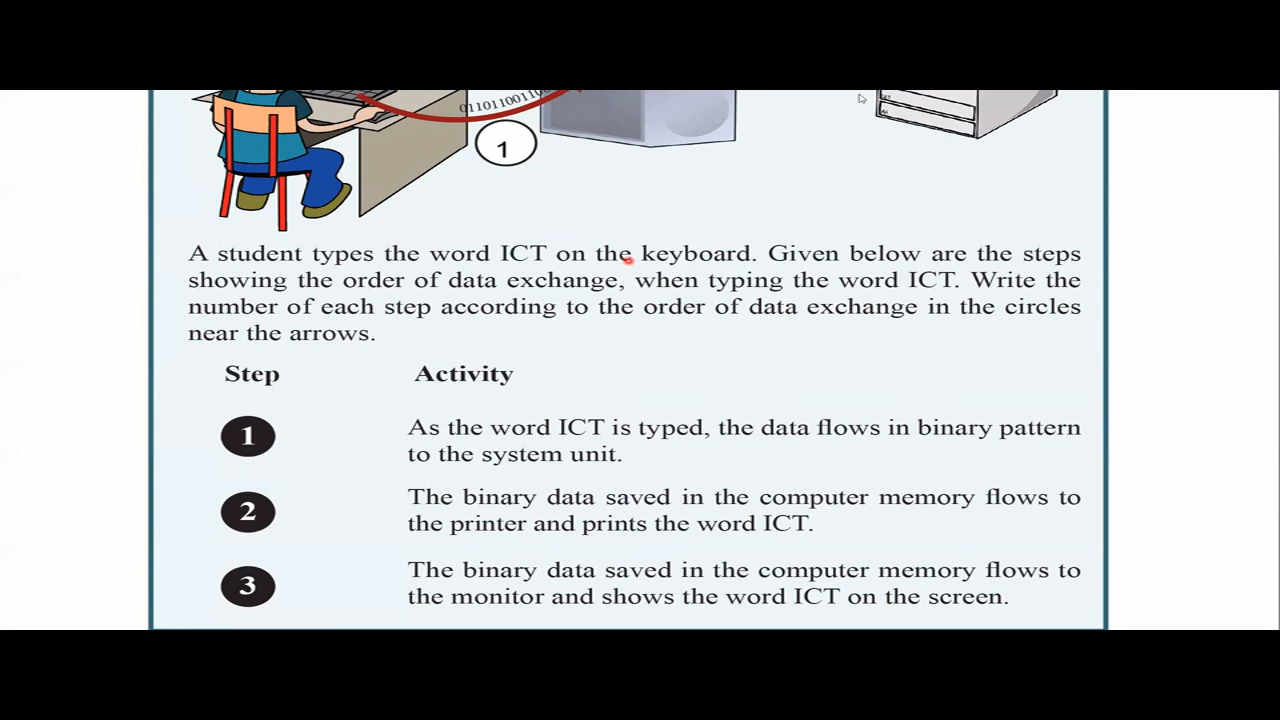 0110110011
1
A student types the word ICT on the keyboard. Given below are the steps
showing the order of data exchange, when typing the word ICT. Write the
number of each step according to the order of data exchange in the circles
near the arrows.
Step Activity
1 As the word ICT is typed, the data flows in binary pattern
to the system unit.
2 The binary data saved in the computer memory flows to
the printer and prints the word ICT.
3 The binary data saved in the computer memory flows to
the monitor and shows the word ICT on the screen.